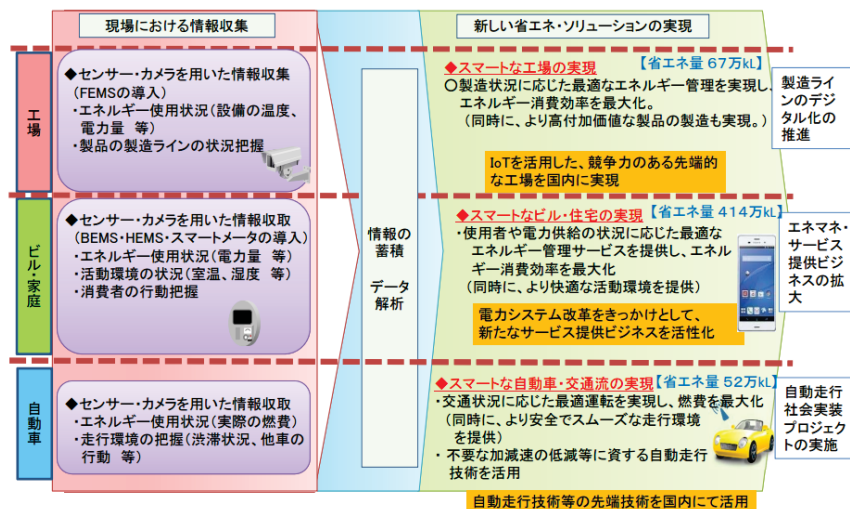 現場における情報収集
新しい省エネ・ソリューションの実現
工場
◆センサー・カメラを用いた情報収集
(FEMSの導入)
・エネルギー使用状況(設備の温度、
電力量 等)
・製品の製造ラインの状況把握
◆スマートな工場の実現
【省エネ量 67万kL】
〇製造状況に応じた最適なエネルギー管理を実現し、
エネルギー消費効率を最大化。
(同時に、より高付加価値な製品の製造も実現。)
IoTを活用した、競争力のある先端的
な工場を国内に実現
製造ライ
ンのデジ
タル化の
推進
ビル・家庭
◆センサー・カメラを用いた情報収取
(BEMS・HEMS・スマートメータの導入)
・エネルギー使用状況(電力量 等)
・活動環境の状況(室温、湿度 等)
・消費者の行動把握
情報の
蓄積
データ
解析
◆スマートなビル・住宅の実現
【省エネ量 414万kL】
・使用者や電力供給の状況に応じた最適な
エネルギー管理サービスを提供し、エネル
ギー消費効率を最大化
(同時に、より快適な活動環境を提供)
電力システム改革をきっかけとして、
新たなサービス提供ビジネスを活性化
エネマネ・
サービス
提供ビジ
ネスの拡
大
自動車
◆センサー・カメラを用いた情報収取
・エネルギー使用状況(実際の燃費)
・走行環境の把握(渋滞状況、他車の
行動 等)
◆スマートな自動車・交通流の実現
【省エネ量 52万kL】
・交通状況に応じた最適運転を実現し、燃費を最大化
(同時に、より安全でスムーズな走行環境
を提供)
・不要な加減速の低減等に資する自動走行
技術を活用
自動走行技術等の先端技術を国内にて活用
自動走行
社会実装
プロジェク
トの実施